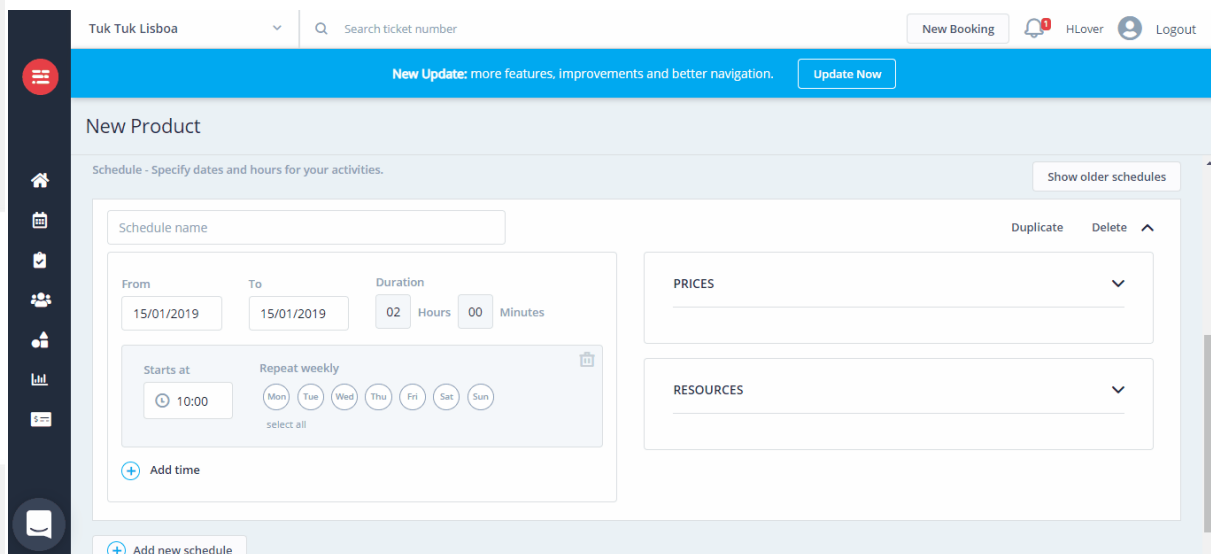 Tuk Tuk Lisboa
Search ticket number
New Booking
1
HLover
Logout
New Update: more features, improvements and better navigation.
Update Now
New Product
Schedule - Specify dates and hours for your activities.
Show older schedules
Schedule name
Duplicate
Delete
From
To
Duration
15/01/2019
15/01/2019
02 Hours 00 Minutes
Starts at
Repeat weekly
10:00
Mon Tue Wed Thu Fri Sat Sun
select all
Add time
PRICES
RESOURCES
Add new schedule